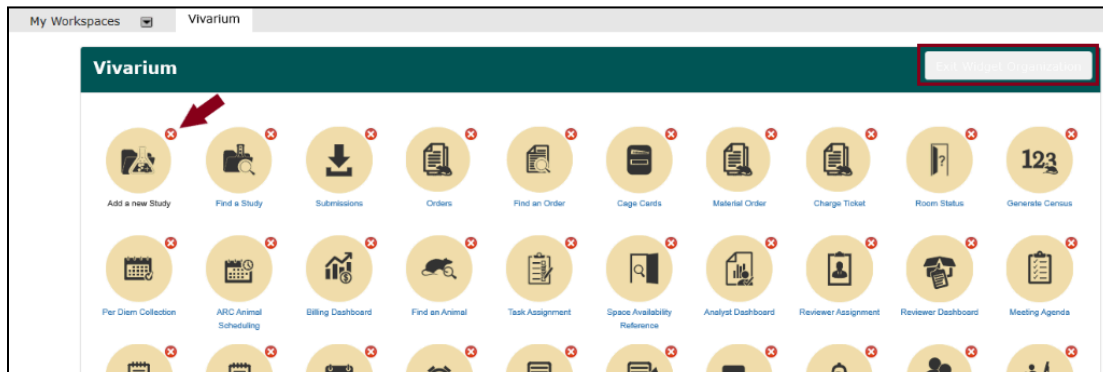 My Workspaces Vivarium
Vivarium Exit Widget Organization
123
Add a new Study Find a Study Submissions Orders Find an Order Cage Cards Material Order Charge Ticket Room Status Generate Census
Per Diem Collection ARC Animal Billing Dashboard Find an Animal Task Assignment Space Availability Analyst Dashboard Reviewer Assignment Reviewer Dashboard Meeting Agenda
Scheduling Reference